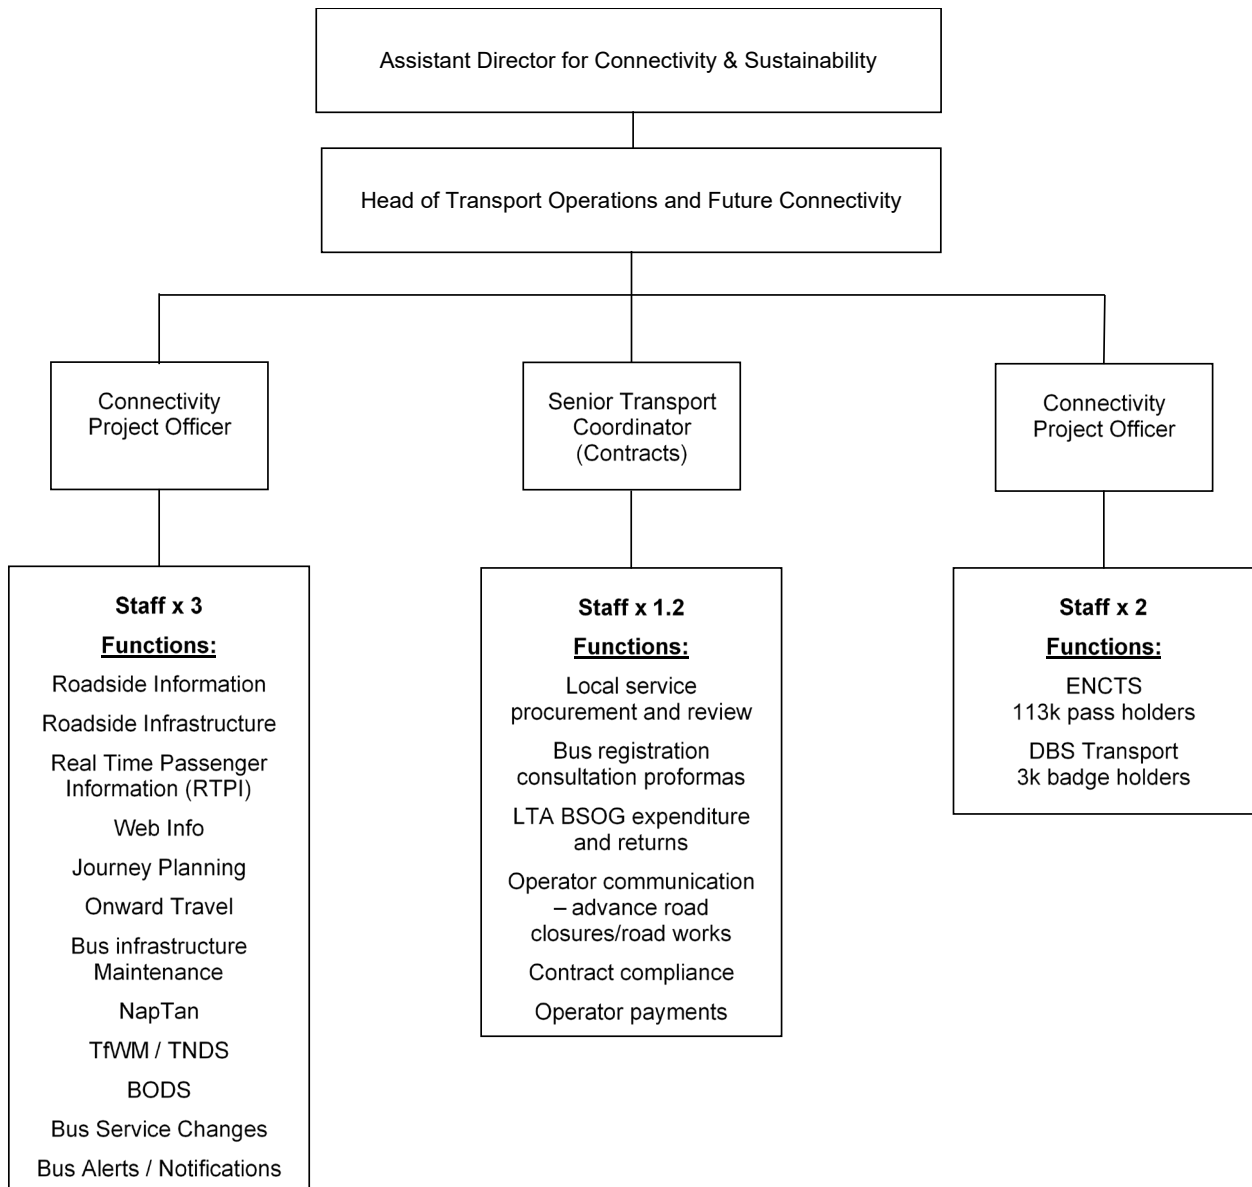 Assistant Director for Connectivity & Sustainability
Head of Transport Operations and Future Connectivity
Connectivity
Project Officer
Senior Transport
Coordinator
(Contracts)
Connectivity
Project Officer
Staff x 3
Functions:
Roadside Information
Roadside Infrastructure
Real Time Passenger
Information (RTPI)
Web Info
Journey Planning
Onward Travel
Bus infrastructure
Maintenance
NapTan
TfWM / TNDS
BODS
Bus Service Changes
Bus Alerts / Notifications
Staff x 1.2
Functions:
Local service
procurement and review
Bus registration
consultation proformas
LTA BSOG expenditure
and returns
Operator communication
– advance road
closures/road works
Contract compliance
Operator payments
Staff x 2
Functions:
ENCTS
113k pass holders
DBS Transport
3k badge holders